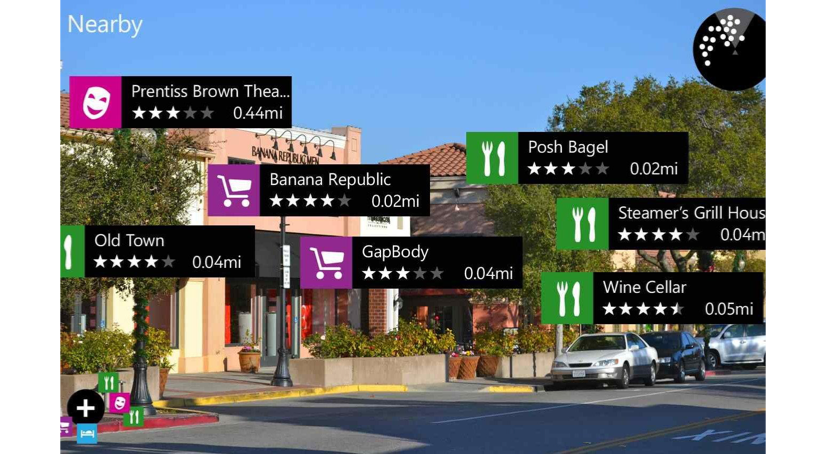 Nearby
Prentiss Brown Thea...
0.44mi
BANANA REPUBLIC MEN
Posh Bagel
0.02mi
Banana Republic
0.02mi
Steamer's Grill Hous
0.04m
Old Town
0.04mi
GapBody
0.04mi
Wine Cellar
0.05mi